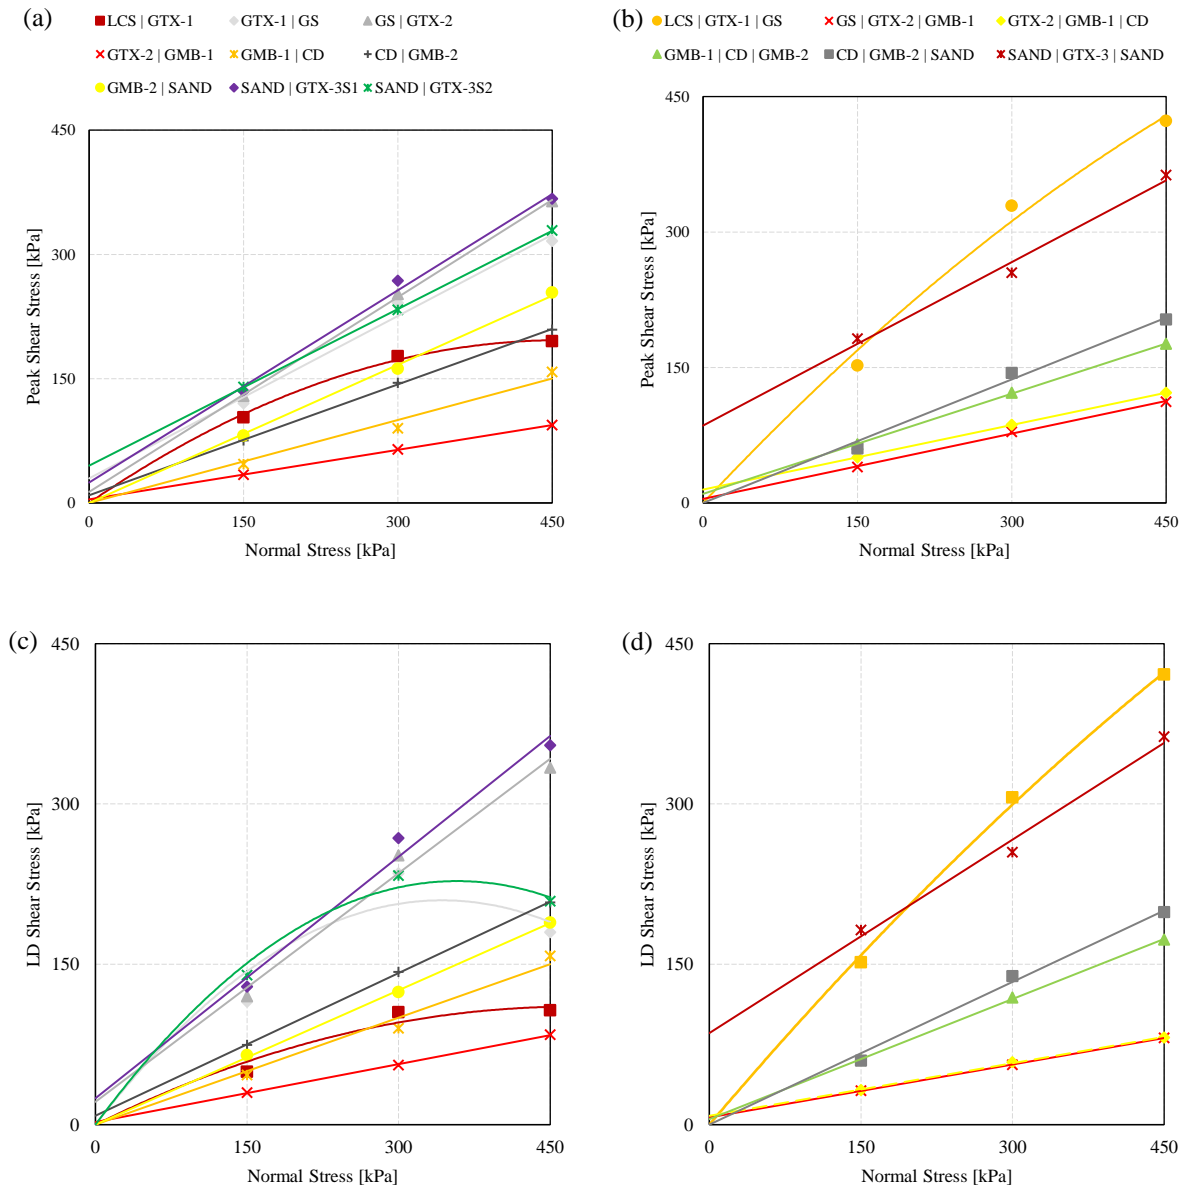 (a)
LCS | GTX-1
GTX-1 | GS
GS | GTX-2
GTX-2 | GMB-1
GMB-1 | CD
CD | GMB-2
GMB-2 | SAND
SAND | GTX-3S1
SAND | GTX-3S2
450
300
150
0
Peak Shear Stress [kPa]
0 150 300 450
Normal Stress [kPa]
(b)
LCS | GTX-1 | GS
GS | GTX-2 | GMB-1
GTX-2 | GMB-1 | CD
GMB-1 | CD | GMB-2
CD | GMB-2 | SAND
SAND | GTX-3 | SAND
450
300
150
0
Peak Shear Stress [kPa]
0 150 300 450
Normal Stress [kPa]
(c)
450
300
150
0
LD Shear Stress [kPa]
0 150 300 450
Normal Stress [kPa]
(d)
450
300
150
0
LD Shear Stress [kPa]
0 150 300 450
Normal Stress [kPa]